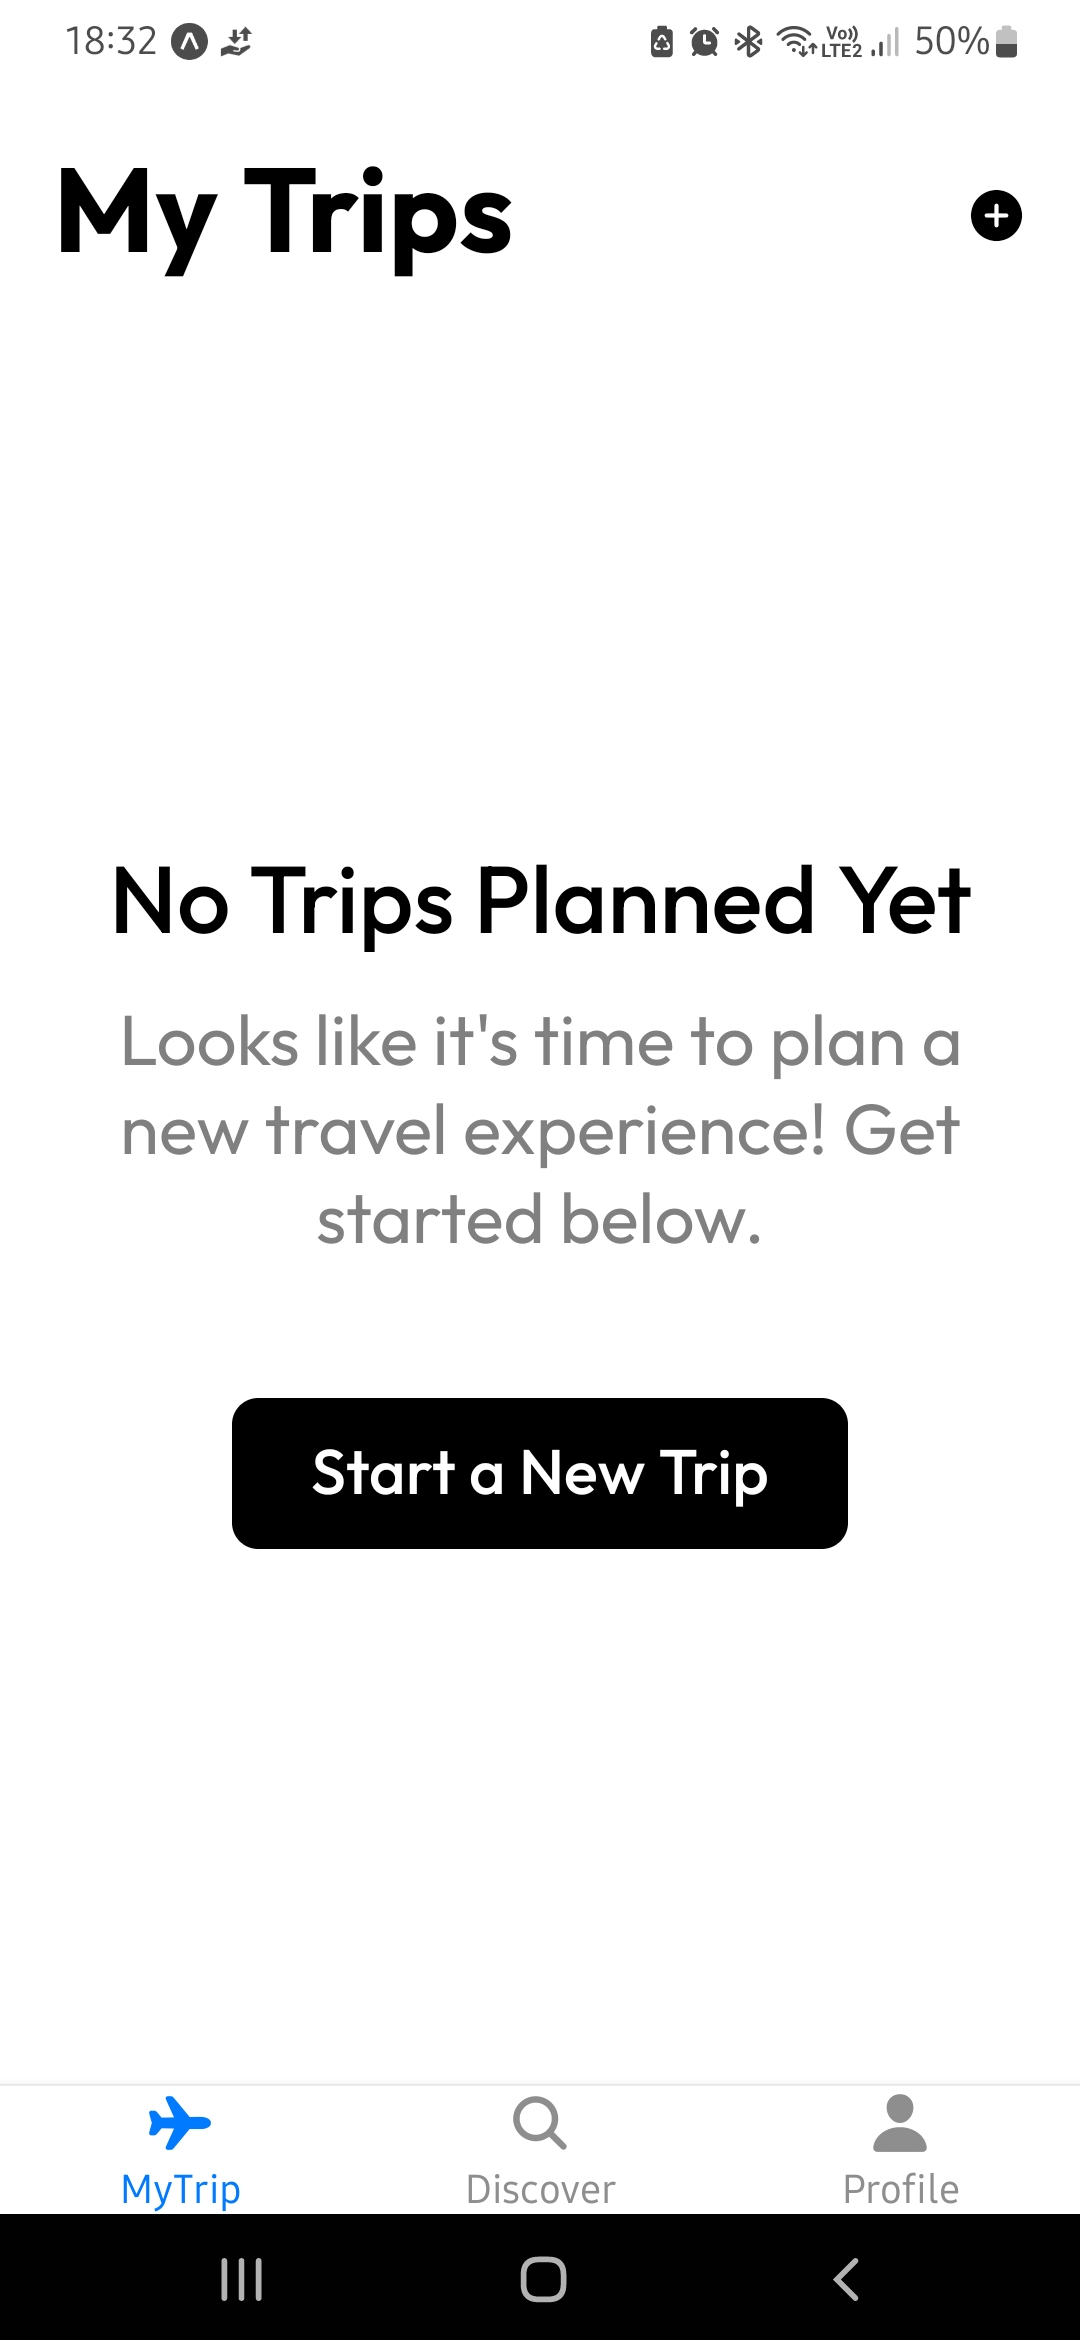 18:32
Vo)) LTE2 50%
My Trips
No Trips Planned Yet
Looks like it's time to plan a
new travel experience! Get
started below.
Start a New Trip
MyTrip Discover Profile